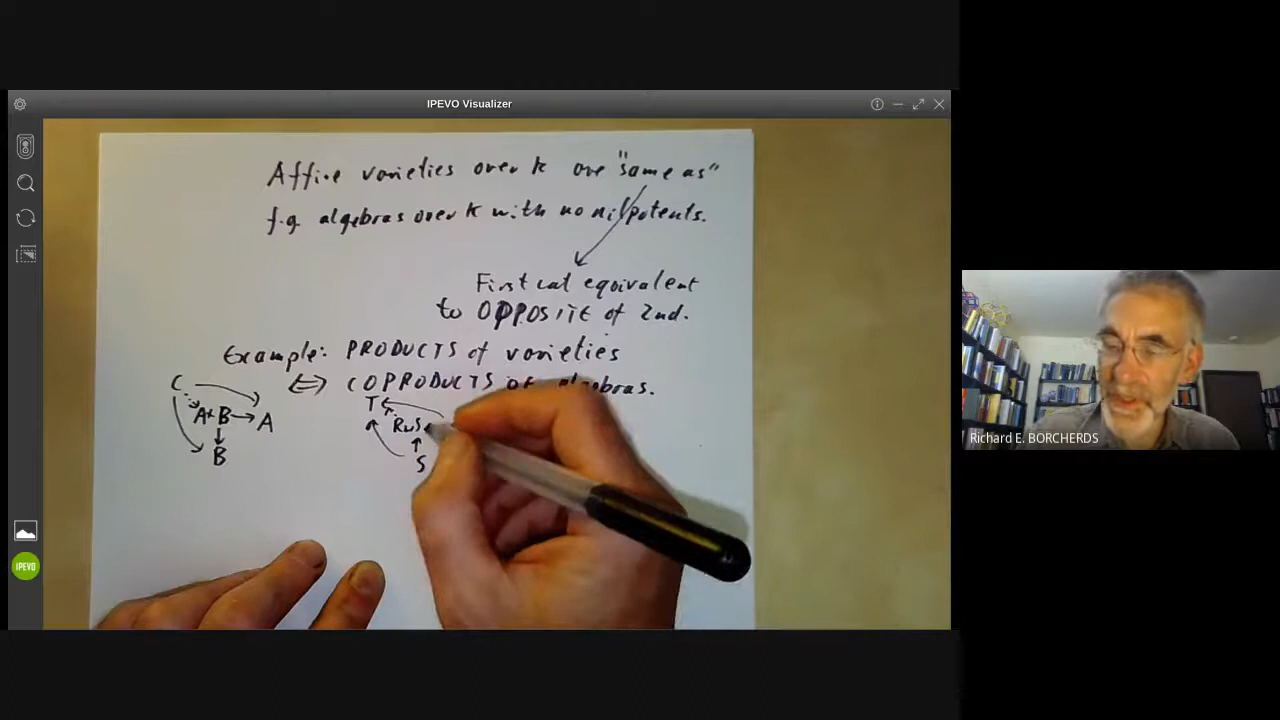 IPEVO Visualizer
Affine varieties over k are "same as"
f.g algebras over k with no nilpotents.
First cat equivalent
to OPPOSITE of 2nd.
Example: PRODUCTS of varieties
⇔ COPRODUCTS of algebras.
C
A×B → A
B
T
R⊔S
S
Richard E. BORCHERDS
IPEVO